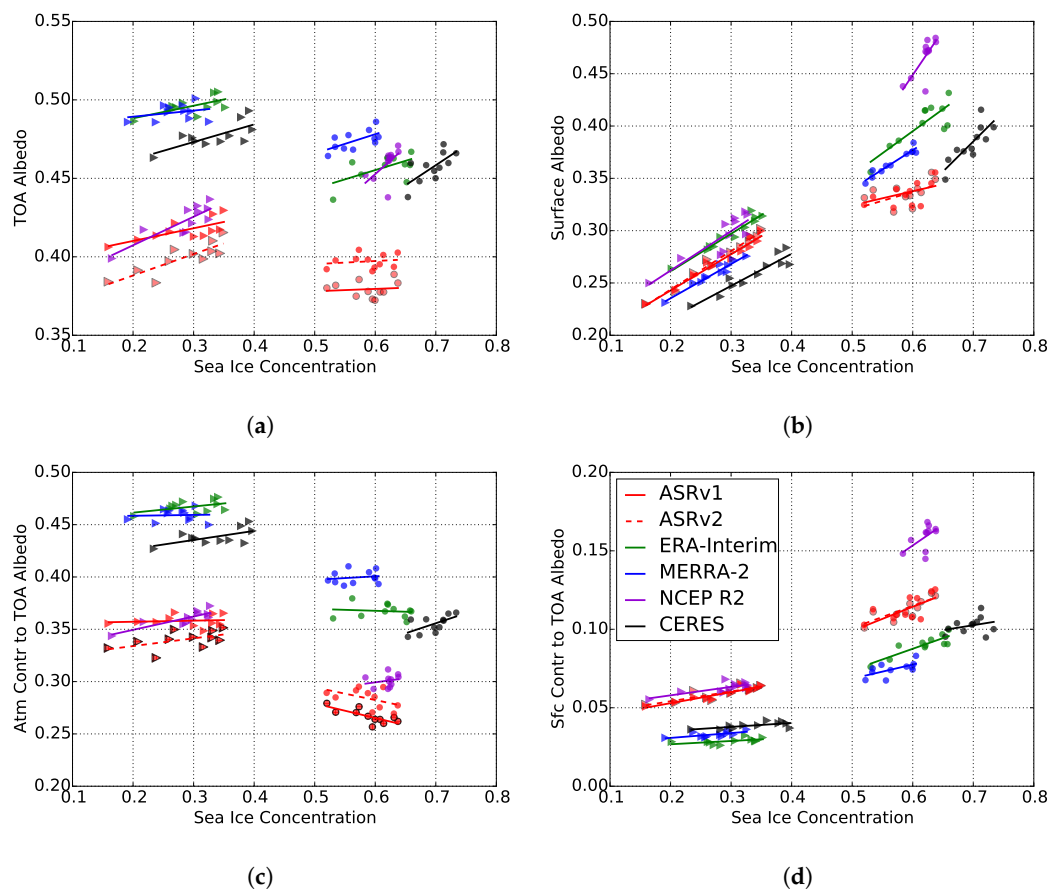 0.55
0.50
0.45
0.40
0.35
0.1 0.2 0.3 0.4 0.5 0.6 0.7 0.8
TOA Albedo
Sea Ice Concentration
(a)
0.50
0.45
0.40
0.35
0.30
0.25
0.20
0.1 0.2 0.3 0.4 0.5 0.6 0.7 0.8
Surface Albedo
Sea Ice Concentration
(b)
0.50
0.45
0.40
0.35
0.30
0.25
0.20
0.1 0.2 0.3 0.4 0.5 0.6 0.7 0.8
Atm Contr to TOA Albedo
Sea Ice Concentration
(c)
0.20
0.15
0.10
0.05
0.00
0.1 0.2 0.3 0.4 0.5 0.6 0.7 0.8
Sfc Contr to TOA Albedo
Sea Ice Concentration
ASRv1
ASRv2
ERA-Interim
MERRA-2
NCEP R2
CERES
(d)